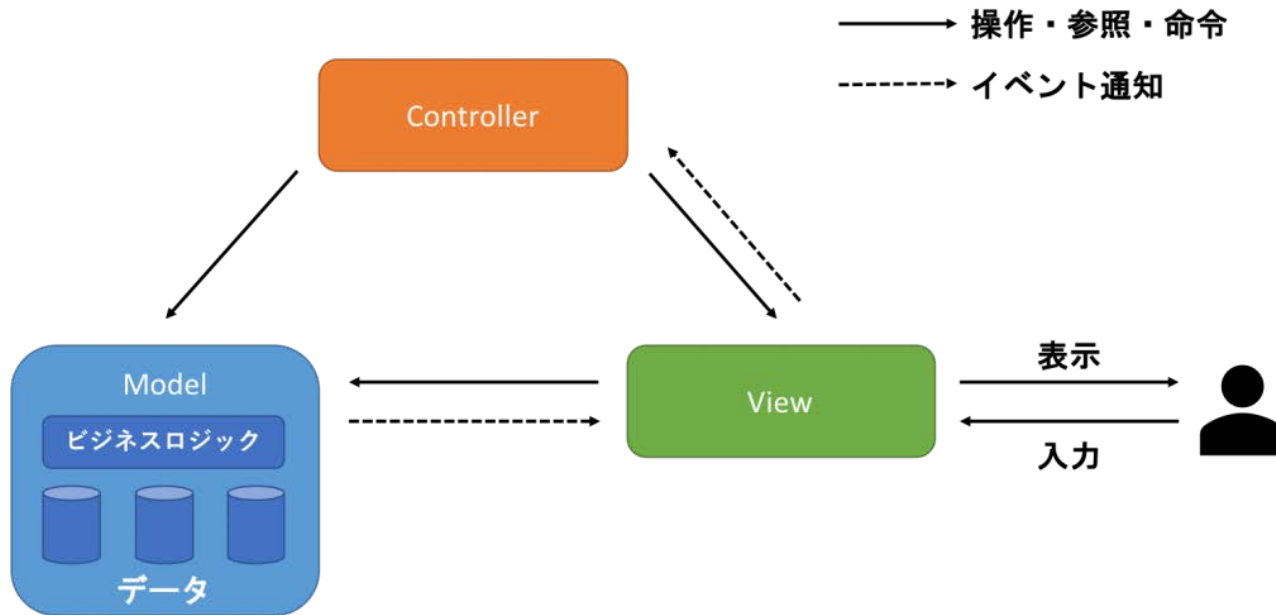 操作・参照・命令
イベント通知
Controller
Model
ビジネスロジック
データ
View
表示
入力